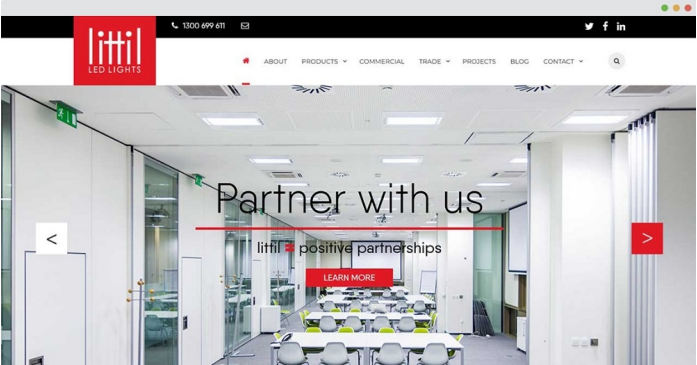 1300 699 611
littil
LED LIGHTS
ABOUT PRODUCTS COMMERCIAL TRADE PROJECTS BLOG CONTACT
Partner with us
littil = positive partnerships
LEARN MORE
< >